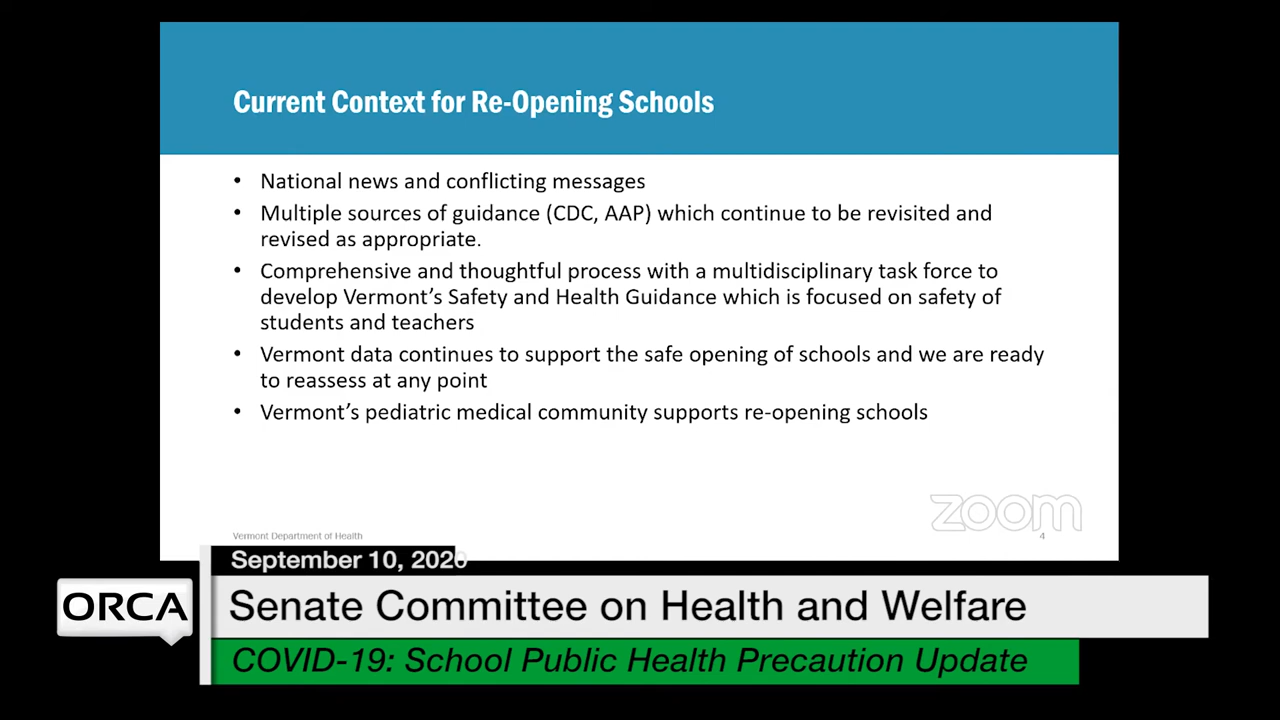 Current Context for Re-Opening Schools
• National news and conflicting messages
• Multiple sources of guidance (CDC, AAP) which continue to be revisited and
revised as appropriate.
• Comprehensive and thoughtful process with a multidisciplinary task force to
develop Vermont's Safety and Health Guidance which is focused on safety of
students and teachers
• Vermont data continues to support the safe opening of schools and we are ready
to reassess at any point
• Vermont's pediatric medical community supports re-opening schools
zoom
Vermont Department of Health
4
September 10, 2020
ORCA
Senate Committee on Health and Welfare
COVID-19: School Public Health Precaution Update